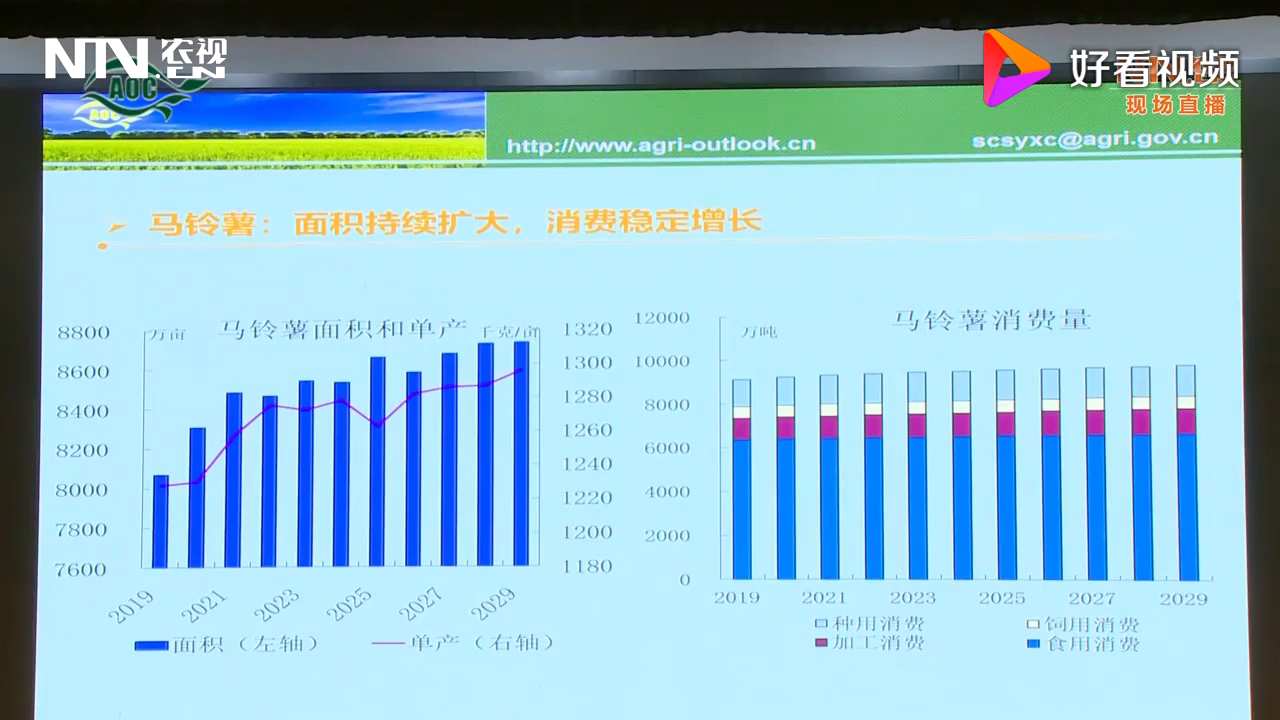 NTV.农视
.CN
好看视频
AOC
AOC
现场直播
http://www.agri-outlook.cn
scsyxc@agri.gov.cn
马铃薯：面积持续扩大，消费稳定增长
万亩
马铃薯面积和单产
千克/亩
8800
8600
8400
8200
8000
7800
7600
1320
1300
1280
1260
1240
1220
1200
1180
2019
2021
2023
2025
2027
2029
面积（左轴）
单产（右轴）
马铃薯消费量
万吨
12000
10000
8000
6000
4000
2000
0
2019
2021
2023
2025
2027
2029
种用消费
饲用消费
加工消费
食用消费